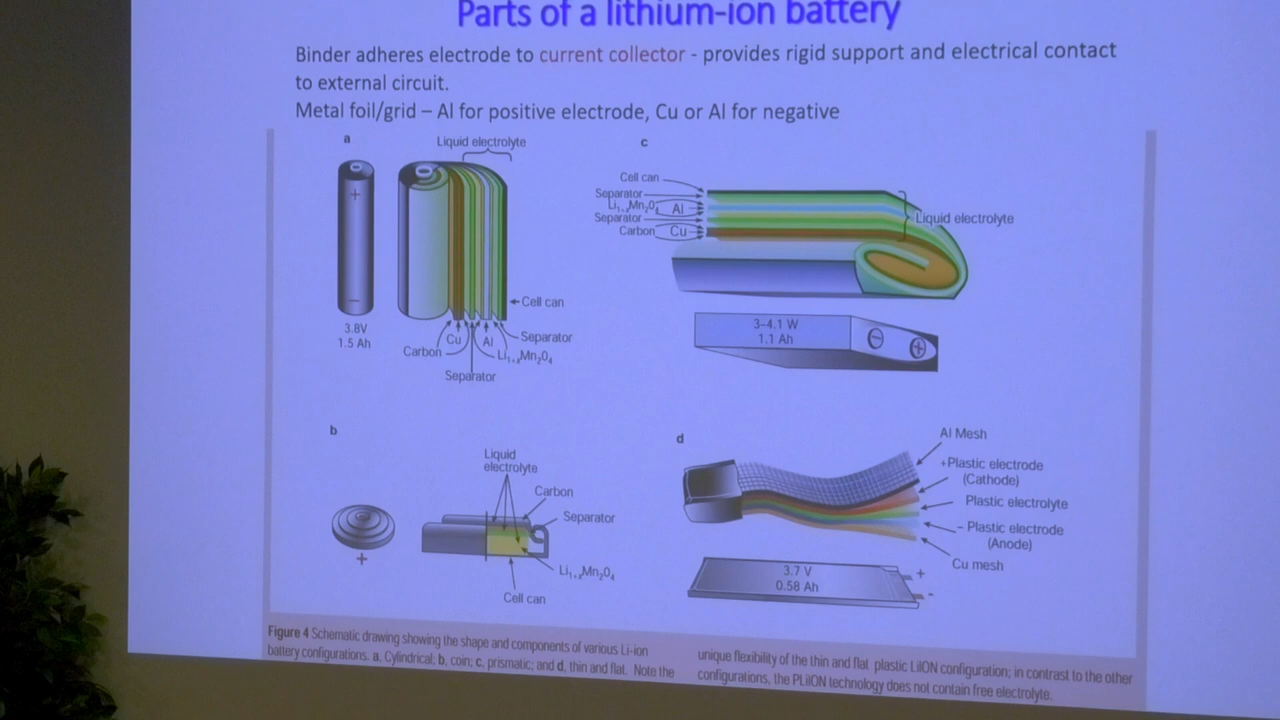 Parts of a lithium-ion battery
Binder adheres electrode to current collector - provides rigid support and electrical contact
to external circuit.
Metal foil/grid – Al for positive electrode, Cu or Al for negative
a
Liquid electrolyte
+
–
3.8V
1.5 Ah
Cell can
Cu
Al
Separator
Carbon
Li1+xMn2O4
Separator
c
Cell can
Separator
Li1+xMn2O4
Al
Separator
Carbon
Cu
Liquid electrolyte
3–4.1 W
1.1 Ah
–
+
b
Liquid
electrolyte
Carbon
Separator
+
Li1+xMn2O4
Cell can
d
Al Mesh
+Plastic electrode
(Cathode)
Plastic electrolyte
– Plastic electrode
(Anode)
Cu mesh
3.7 V
0.58 Ah
+
-
Figure 4 Schematic drawing showing the shape and components of various Li-ion
battery configurations. a, Cylindrical; b, coin; c, prismatic; and d, thin and flat. Note the
unique flexibility of the thin and flat plastic LiION configuration; in contrast to the other
configurations, the PLiION technology does not contain free electrolyte.